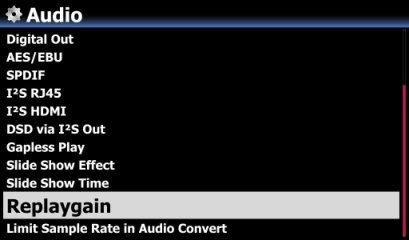 Audio
Digital Out
AES/EBU
SPDIF
I²S RJ45
I²S HDMI
DSD via I²S Out
Gapless Play
Slide Show Effect
Slide Show Time
Replaygain
Limit Sample Rate in Audio Convert